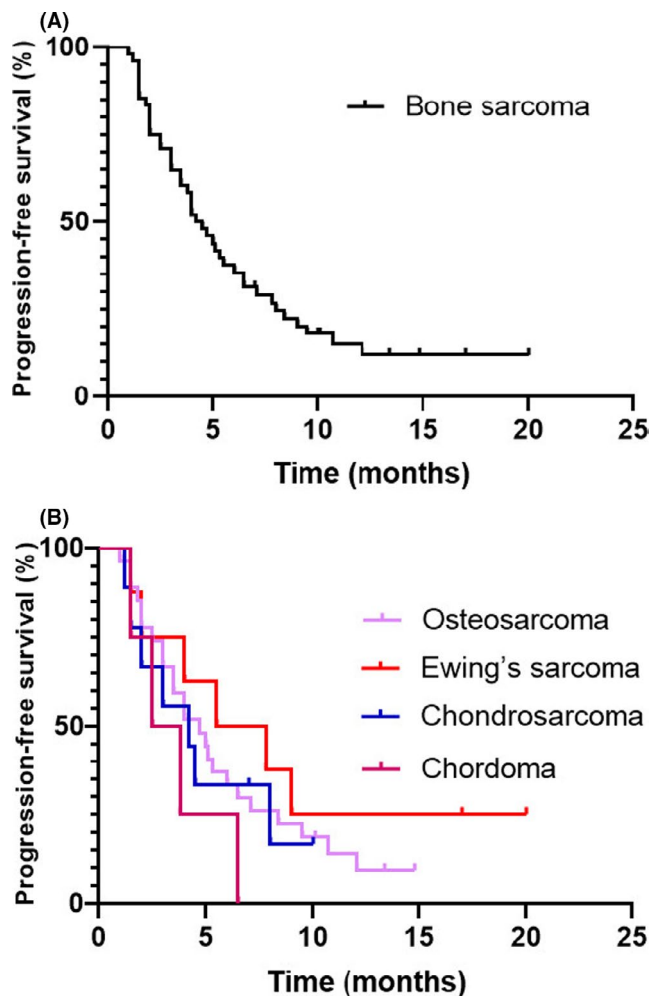 (A)
Progression-free survival (%)
100
50
0
Bone sarcoma
0 5 10 15 20 25
Time (months)
(B)
Progression-free survival (%)
100
50
0
Osteosarcoma
Ewing's sarcoma
Chondrosarcoma
Chordoma
0 5 10 15 20 25
Time (months)